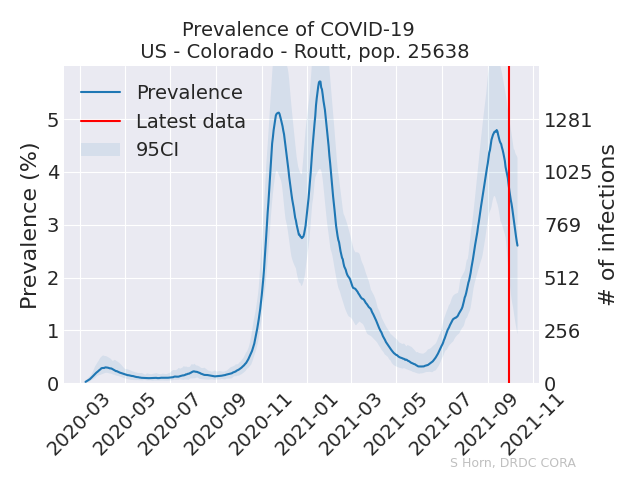 Prevalence of COVID-19
US - Colorado - Routt, pop. 25638
Prevalence
Latest data
95CI
Prevalence (%)
5
4
3
2
1
0
1281
1025
769
512
256
0
# of infections
2020-03
2020-05
2020-07
2020-09
2020-11
2021-01
2021-03
2021-05
2021-07
2021-09
2021-11
S Horn, DRDC CORA